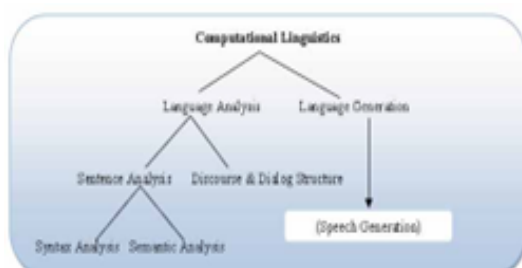 Computational Linguistics
Language Analysis Language Generation
Sentence Analysis Discourse & Dialog Structure
(Speech Generation)
Syntax Analysis Semantic Analysis